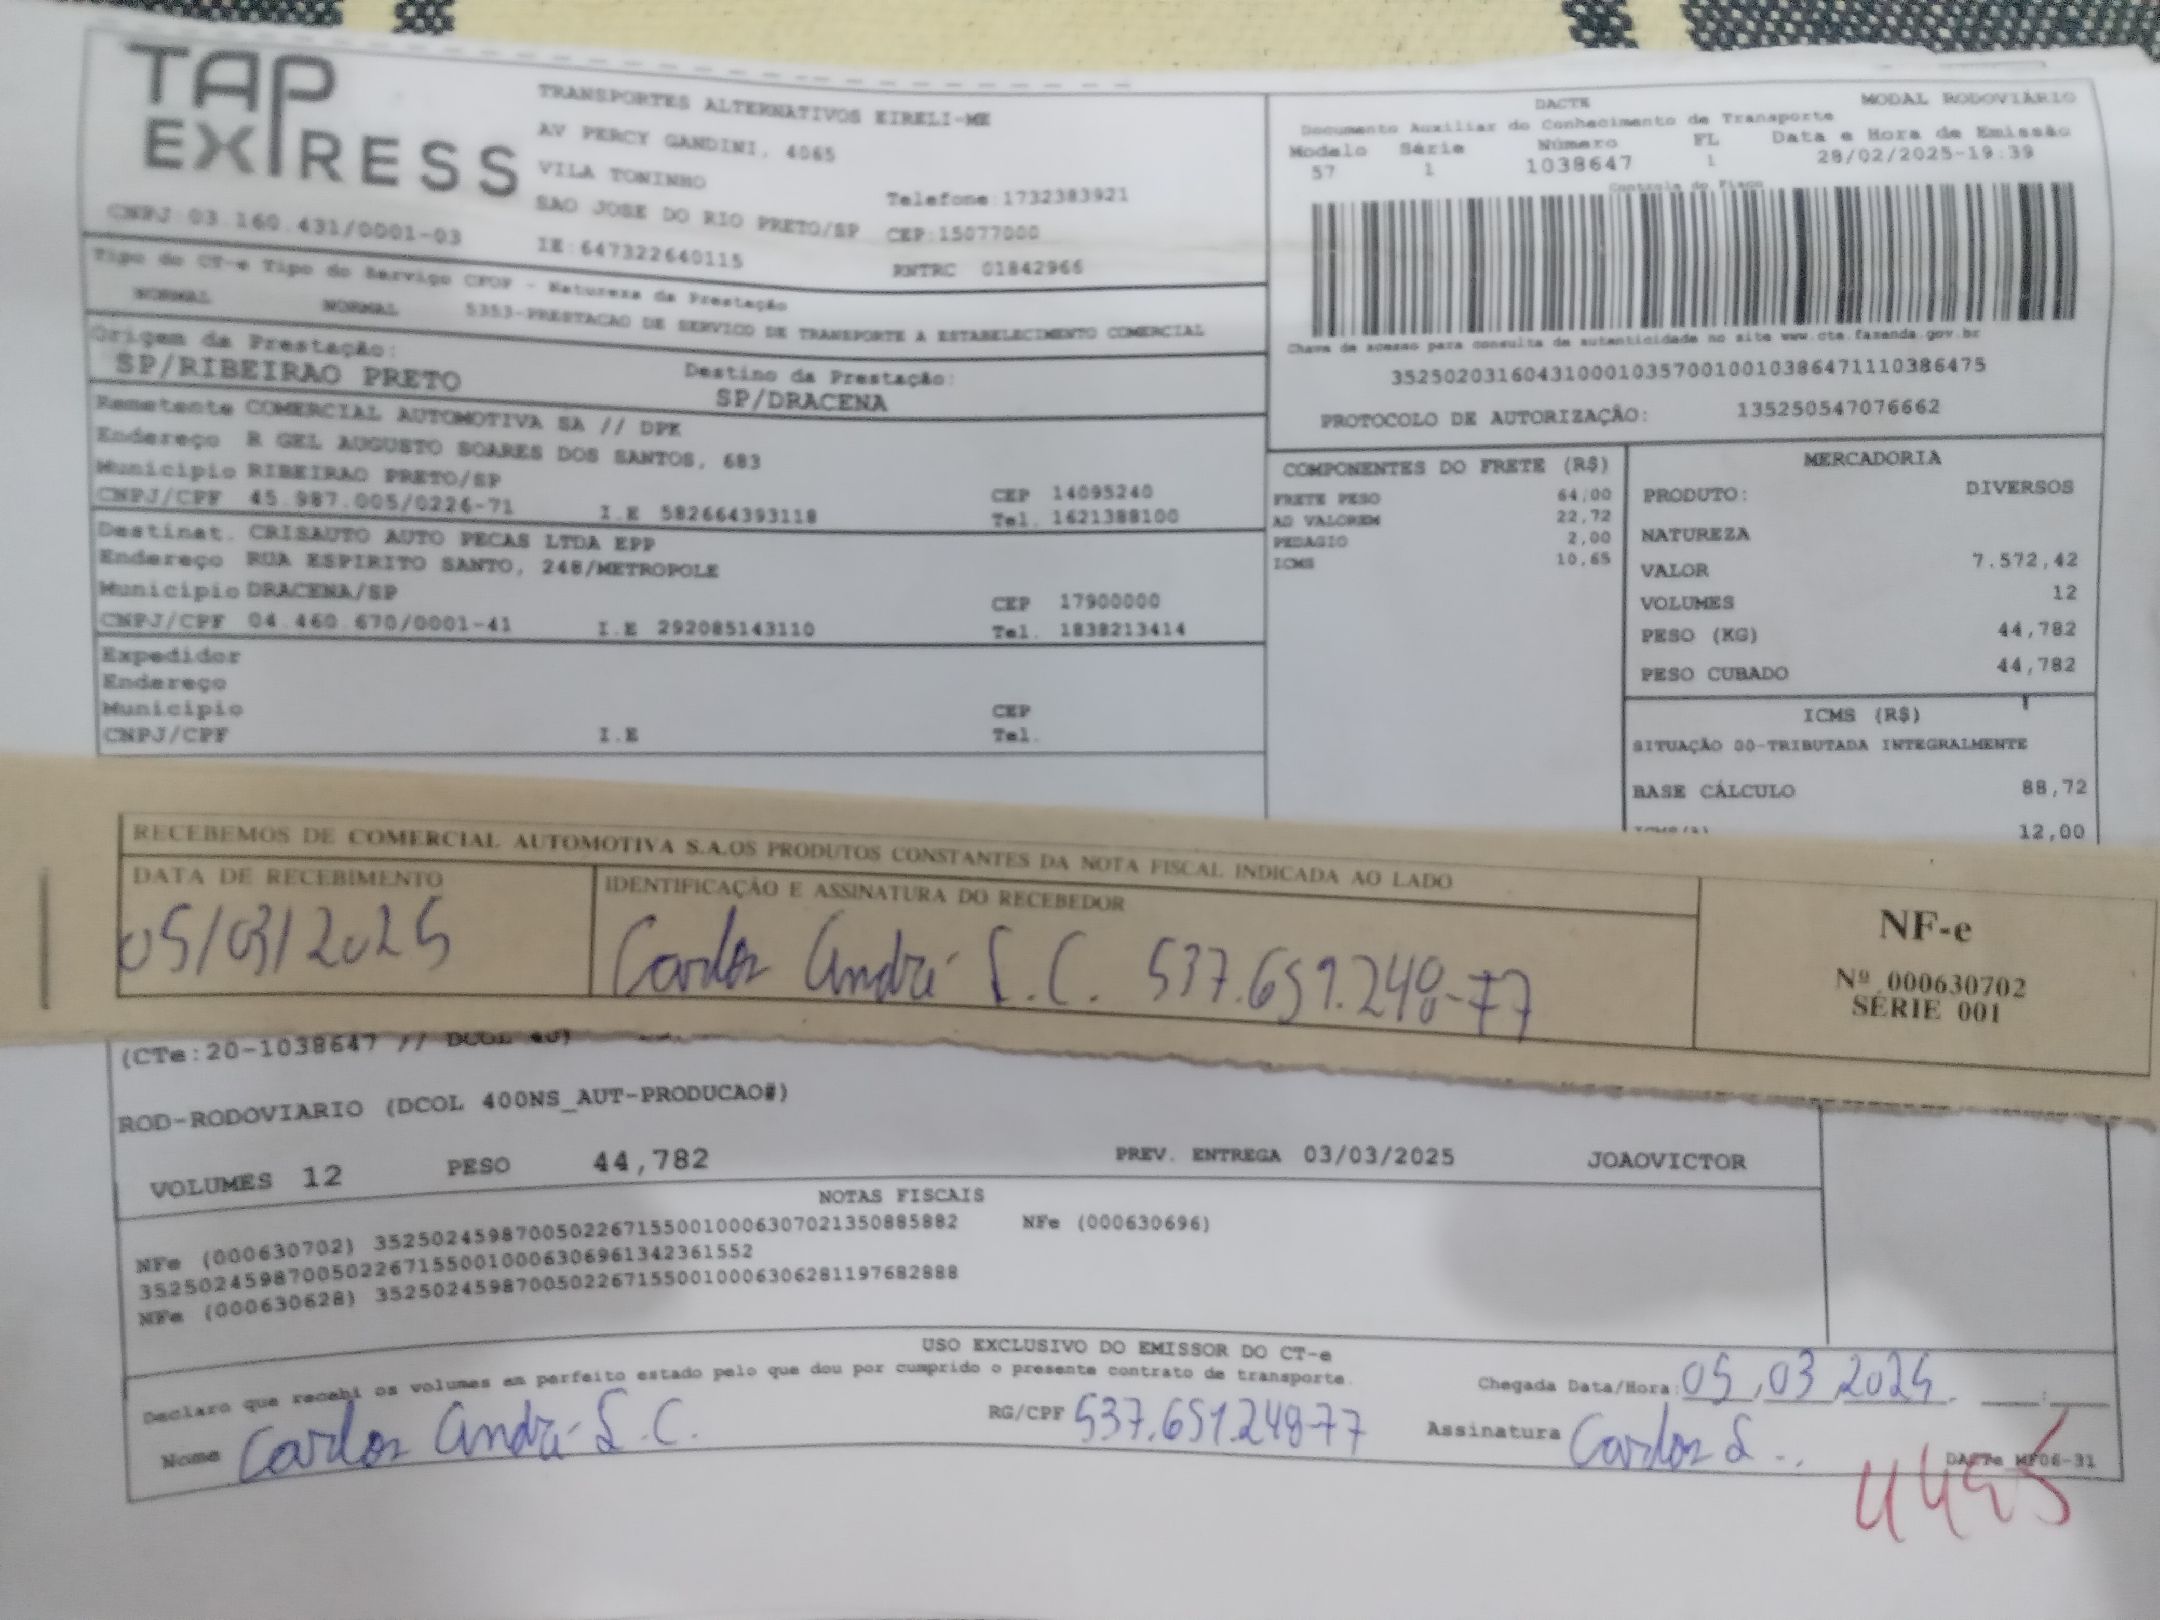 TAP
EXPRESS
TRANSPORTES ALTERNATIVOS EIRELI-ME
AV PERCY GANDINI, 4065
VILA TONINHO
SAO JOSE DO RIO PRETO/SP
Telefone:1732383921
CEP:15077000
CNPJ:03.160.431/0001-03
IE:647322640115
RNTRC 01842966
DACTE
MODAL RODOVIÁRIO
Documento Auxiliar do Conhecimento de Transporte
Modelo Série Número FL Data e Hora de Emissão
57 1 1038647 1 28/02/2025-19:39
Controle do Fisco
Chave de acesso para consulta de autenticidade no site www.cte.fazenda.gov.br
35250203160431000103570010010386471110386475
PROTOCOLO DE AUTORIZAÇÃO: 135250547076662
Tipo do CT-e Tipo do Serviço CFOP - Natureza da Prestação
NORMAL NORMAL 5353-PRESTACAO DE SERVICO DE TRANSPORTE A ESTABELECIMENTO COMERCIAL
Origem da Prestação: Destino da Prestação:
SP/RIBEIRAO PRETO SP/DRACENA
Remetente COMERCIAL AUTOMOTIVA SA // DPK
Endereço R GEL AUGUSTO SOARES DOS SANTOS, 683
Municipio RIBEIRAO PRETO/SP CEP 14095240
CNPJ/CPF 45.987.005/0226-71 I.E 582664393118 Tel. 1621388100
Destinat. CRISAUTO AUTO PECAS LTDA EPP
Endereço RUA ESPIRITO SANTO, 248/METROPOLE
Municipio DRACENA/SP CEP 17900000
CNPJ/CPF 04.460.670/0001-41 I.E 292085143110 Tel. 1838213414
Expedidor
Endereço
Municipio CEP
CNPJ/CPF I.E Tel.
COMPONENTES DO FRETE (R$)
FRETE PESO 64,00
AD VALOREM 22,72
PEDAGIO 2,00
ICMS 10,65
MERCADORIA
PRODUTO: DIVERSOS
NATUREZA
VALOR 7.572,42
VOLUMES 12
PESO (KG) 44,782
PESO CUBADO 44,782
ICMS (R$)
SITUAÇÃO 00-TRIBUTADA INTEGRALMENTE
BASE CÁLCULO 88,72
12,00
RECEBEMOS DE COMERCIAL AUTOMOTIVA S.A.OS PRODUTOS CONSTANTES DA NOTA FISCAL INDICADA AO LADO
DATA DE RECEBIMENTO
05/03/2025
IDENTIFICAÇÃO E ASSINATURA DO RECEBEDOR
Carlos André S.C. 537.651.248-77
NF-e
Nº 000630702
SÉRIE 001
(CTe:20-1038647 // DCOL 40)
ROD-RODOVIARIO (DCOL 400NS_AUT-PRODUCAO#)
VOLUMES 12 PESO 44,782 PREV. ENTREGA 03/03/2025 JOAOVICTOR
NOTAS FISCAIS
NFe (000630702) 35250245987005022671550010006307021350885882 NFe (000630696)
35250245987005022671550010006306961342361552
NFe (000630628) 35250245987005022671550010006306281197682888
USO EXCLUSIVO DO EMISSOR DO CT-e
Declaro que recebi os volumes em perfeito estado pelo que dou por cumprido o presente contrato de transporte.
Chegada Data/Hora: 05,03,2025
Nome Carlos André S.C. RG/CPF 537.651.24877 Assinatura Carlos S...
DACTe MF06-31